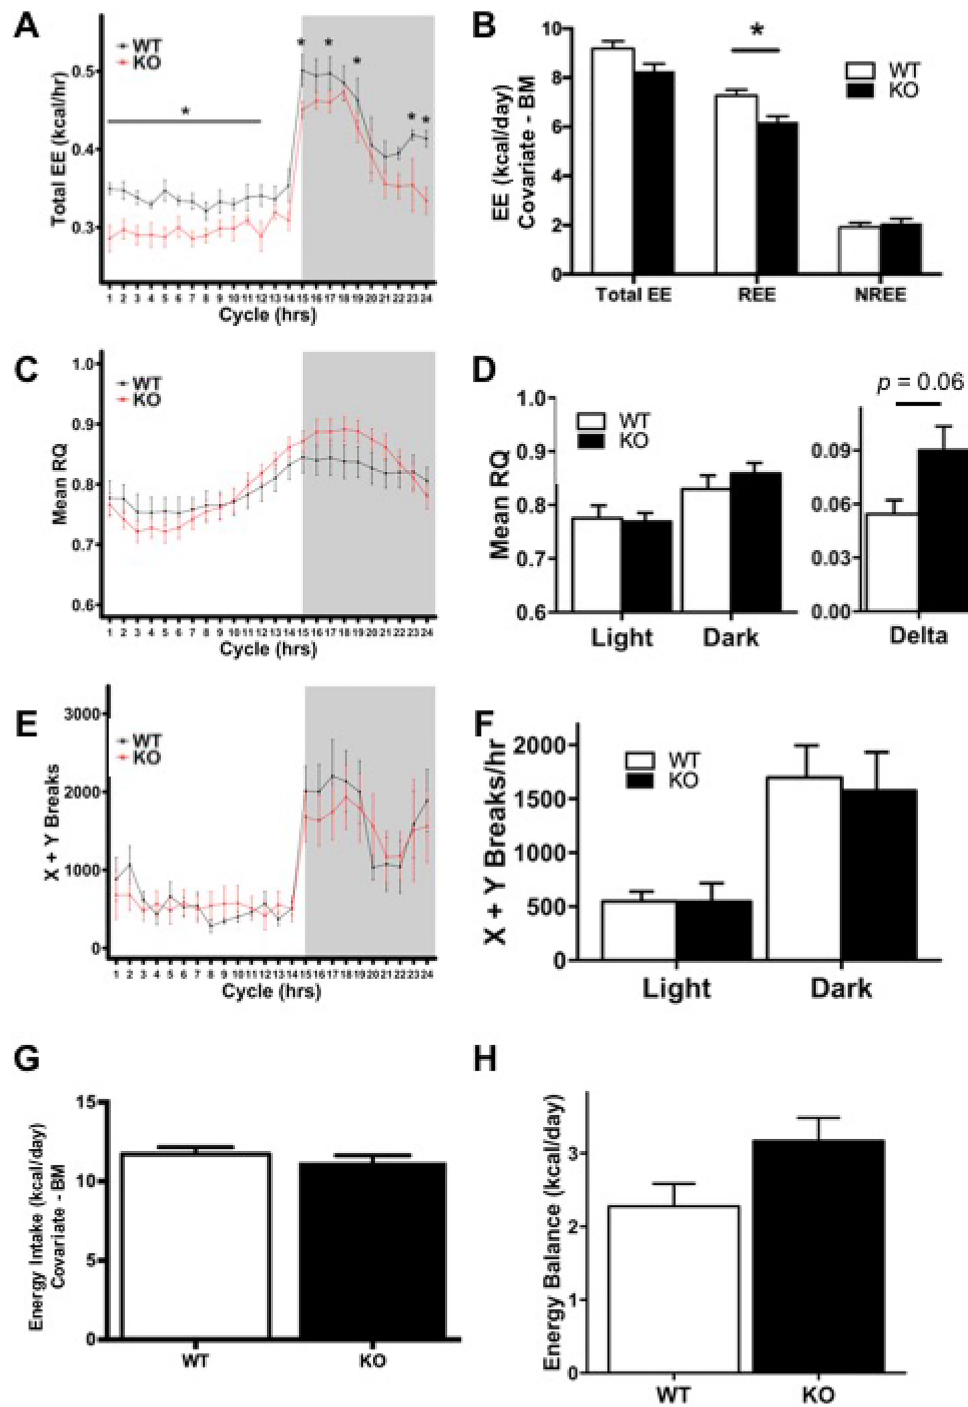 A
WT
KO
Total EE (kcal/hr)
0.5
0.4
0.3
* * *
*
* *
1 2 3 4 5 6 7 8 9 10 11 12 13 14 15 16 17 18 19 20 21 22 23 24
Cycle (hrs)
B
EE (kcal/day)
Covariate - BM
10
8
6
4
2
0
*
WT
KO
Total EE REE NREE
C
WT
KO
Mean RQ
1.0
0.9
0.8
0.7
0.6
1 2 3 4 5 6 7 8 9 10 11 12 13 14 15 16 17 18 19 20 21 22 23 24
Cycle (hrs)
D
Mean RQ
1.0
0.9
0.8
0.7
0.6
WT
KO
Light Dark
p = 0.06
0.09
0.06
0.03
0.00
Delta
E
WT
KO
X + Y Breaks
3000
2000
1000
0
1 2 3 4 5 6 7 8 9 10 11 12 13 14 15 16 17 18 19 20 21 22 23 24
Cycle (hrs)
F
X + Y Breaks/hr
2000
1500
1000
500
0
WT
KO
Light Dark
G
Energy Intake (kcal/day)
Covariate - BM
15
10
5
0
WT KO
H
Energy Balance (kcal/day)
3
2
1
0
WT KO